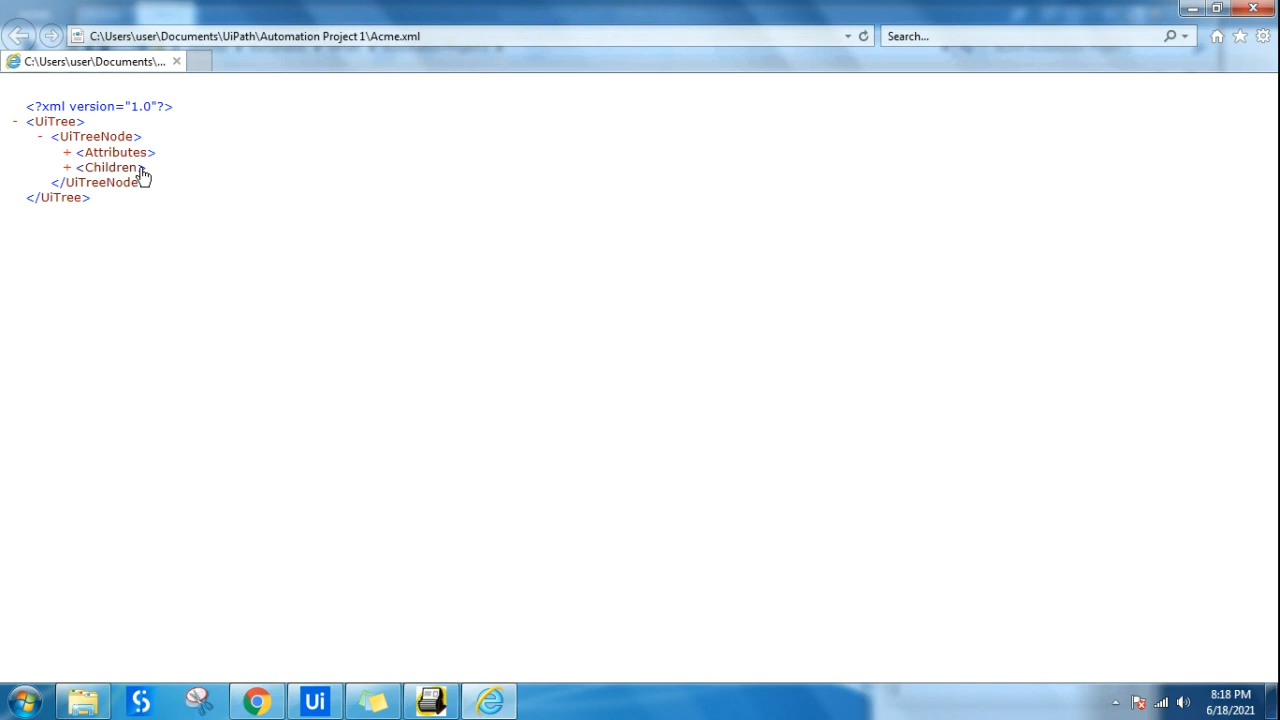 C:\Users\user\Documents\UiPath\Automation Project 1\Acme.xml
Search...
C:\Users\user\Documents\...
<?xml version="1.0"?>
- <UiTree>
- <UiTreeNode>
+ <Attributes>
+ <Children>
</UiTreeNode
</UiTree>
Ui
8:18 PM
6/18/2021